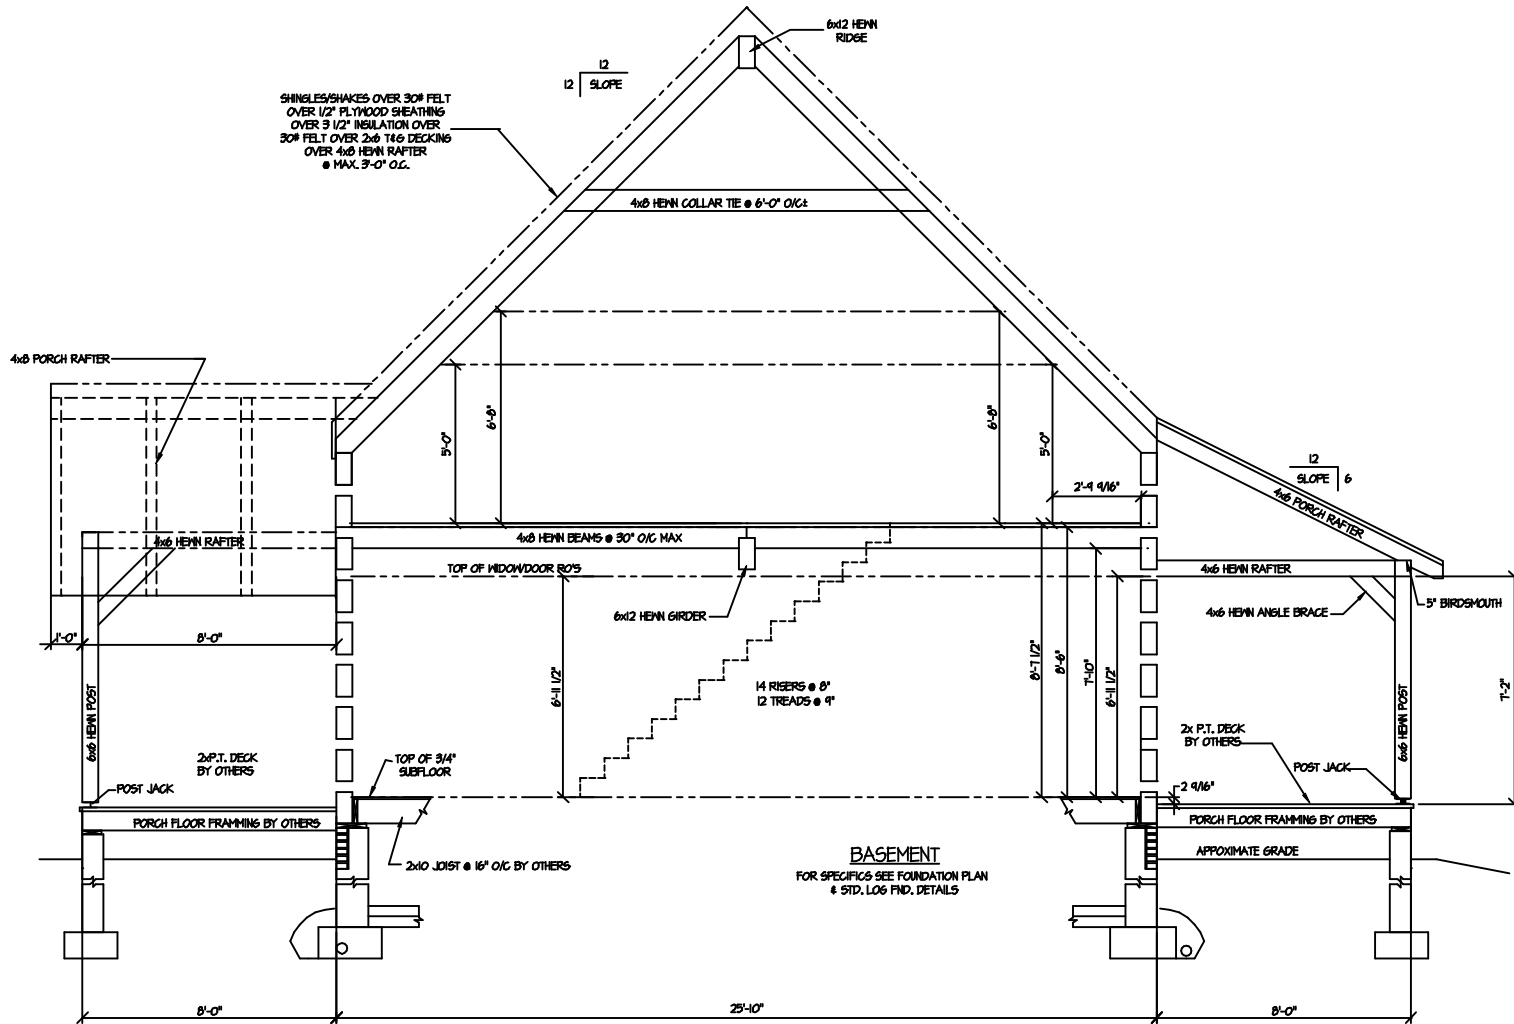 6x12 HEWN
RIDGE
12
12 SLOPE
SHINGLES/SHAKES OVER 30# FELT
OVER 1/2" PLYWOOD SHEATHING
OVER 3 1/2" INSULATION OVER
30# FELT OVER 2x6 T&G DECKING
OVER 4x8 HEWN RAFTER
@ MAX. 3'-0" O.C.
4x8 HEWN COLLAR TIE @ 6'-0" O/C±
4x8 PORCH RAFTER
5'-0"
6'-8"
6'-8"
5'-0"
2'-9 9/16"
12
SLOPE 6
4x6 PORCH RAFTER
4x6 HEWN RAFTER
4x8 HEWN BEAMS @ 30" O/C MAX
TOP OF WIDOW/DOOR RO'S
4x6 HEWN RAFTER
6x12 HEWN GIRDER
4x6 HEWN ANGLE BRACE
5" BIRDSMOUTH
1'-0"
8'-0"
6'-11 1/2"
8'-7 1/2"
8'-6"
7'-10"
6'-11 1/2"
7'-2"
14 RISERS @ 8"
12 TREADS @ 9"
6x6 HEWN POST
6x6 HEWN POST
2xP.T. DECK
BY OTHERS
TOP OF 3/4"
SUBFLOOR
2x P.T. DECK
BY OTHERS
POST JACK
POST JACK
2 9/16"
PORCH FLOOR FRAMMING BY OTHERS
PORCH FLOOR FRAMMING BY OTHERS
2x10 JOIST @ 16" O/C BY OTHERS
BASEMENT
FOR SPECIFICS SEE FOUNDATION PLAN
& STD. LOG FND. DETAILS
APPOXIMATE GRADE
8'-0"
25'-10"
8'-0"